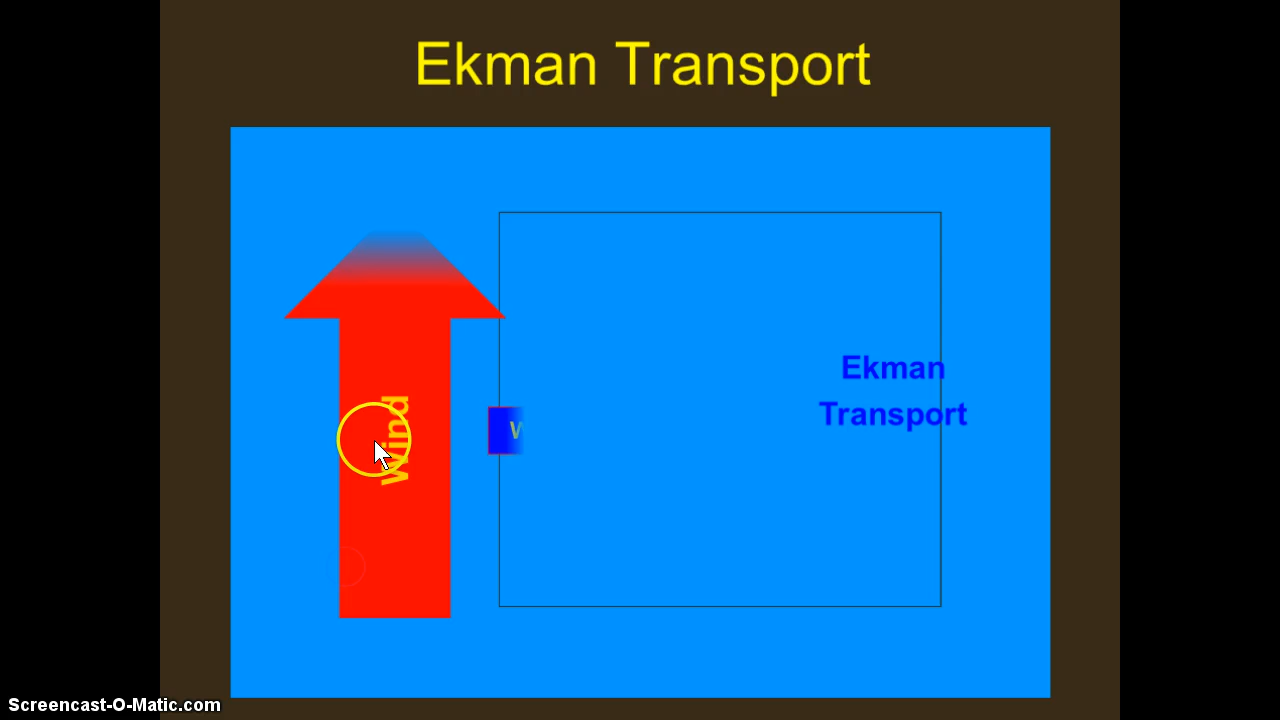 Ekman Transport
Wind
W
Ekman
Transport
Screencast-O-Matic.com